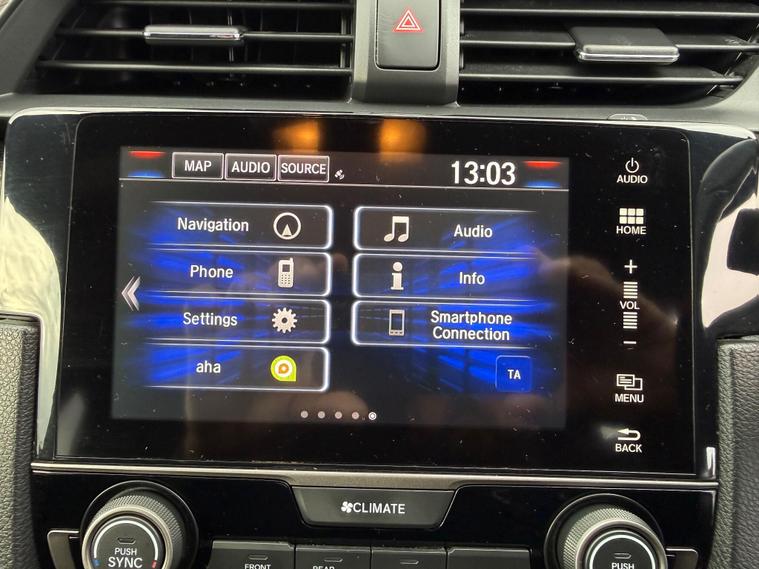 MAP AUDIO SOURCE 13:03
Navigation
Audio
Phone
Info
Settings
Smartphone
Connection
aha
TA
AUDIO
HOME
+
VOL
−
MENU
BACK
CLIMATE
PUSH
SYNC
FRONT
REAR
PUSH